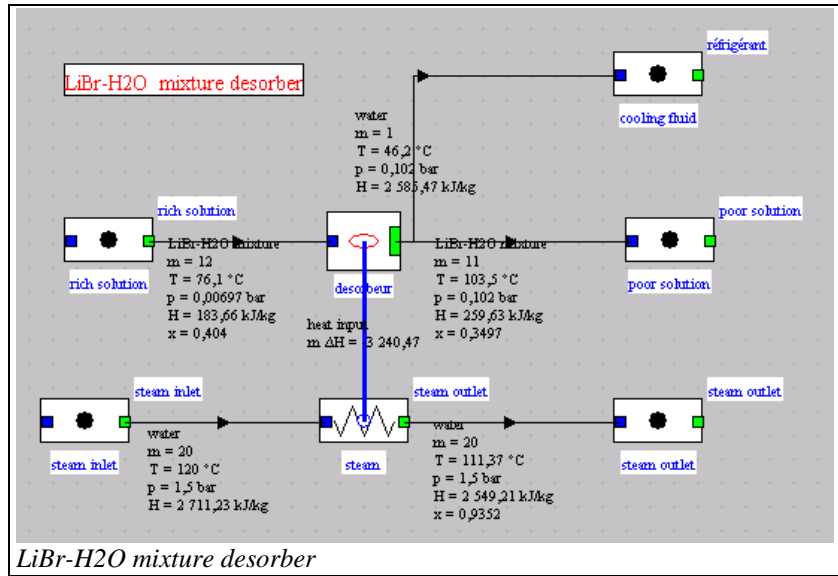 réfrigérant
LiBr-H2O mixture desorber
cooling fluid
water
m = 1
T = 46,2 °C
p = 0,102 bar
H = 2 585,47 kJ/kg
rich solution
poor solution
LiBr-H2O mixture
m = 12
T = 76,1 °C
p = 0,00697 bar
H = 183,66 kJ/kg
x = 0,404
rich solution
desorbeur
LiBr-H2O mixture
m = 11
T = 103,5 °C
p = 0,102 bar
H = 259,63 kJ/kg
x = 0,3497
poor solution
heat input
m ΔH = 3 240,47
steam inlet
steam outlet
steam outlet
steam inlet
water
m = 20
T = 120 °C
p = 1,5 bar
H = 2 711,23 kJ/kg
steam
water
m = 20
T = 111,37 °C
p = 1,5 bar
H = 2 549,21 kJ/kg
x = 0,9352
steam outlet
LiBr-H2O mixture desorber